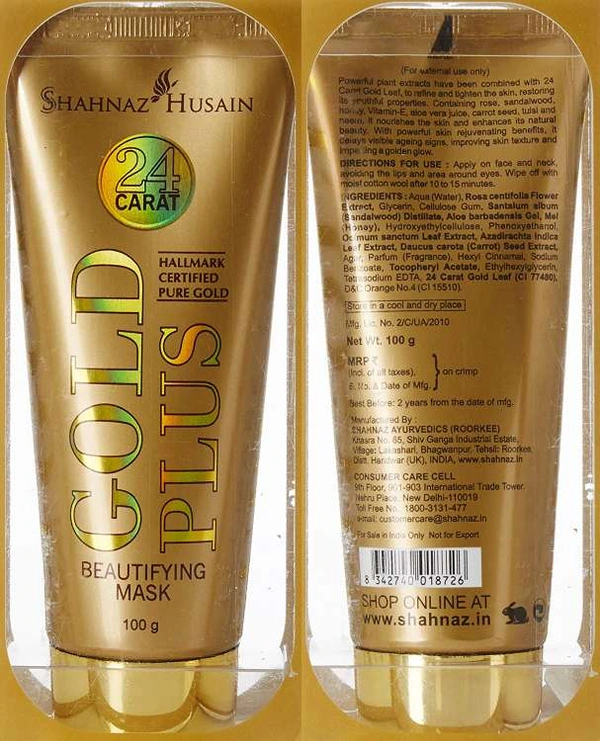 SHAHNAZ HUSAIN
24
CARAT
HALLMARK
CERTIFIED
PURE GOLD
GOLD
PLUS
BEAUTIFYING
MASK
100 g
(For external use only)
Powerful plant extracts have been combined with 24
Carat Gold Leaf, to refine and tighten the skin, restoring
its youthful properties. Containing rose, sandalwood,
honey, Vitamin-E, aloe vera juice, carrot seed, tulsi and
neem, it nourishes the skin and enhances its natural
beauty. With powerful skin rejuvenating benefits, it
delays visible ageing signs, improving skin texture and
imparting a golden glow.
DIRECTIONS FOR USE : Apply on face and neck,
avoiding the lips and area around eyes. Wipe off with
moist cotton wool after 10 to 15 minutes.
INGREDIENTS : Aqua (Water), Rosa centifolia Flower
Extract, Glycerin, Cellulose Gum, Santalum album
(Sandalwood) Distillate, Aloe barbadensis Gel, Mel
(Honey), Hydroxyethylcellulose, Phenoxyethanol,
Ocimum sanctum Leaf Extract, Azadirachta Indica
Leaf Extract, Daucus carota (Carrot) Seed Extract,
Agar, Parfum (Fragrance), Hexyl Cinnamal, Sodium
Benzoate, Tocopheryl Acetate, Ethylhexylglycerin,
Tetrasodium EDTA, 24 Carat Gold Leaf (CI 77480),
D&C Orange No.4 (CI 15510).
Store in a cool and dry place
Mfg. Lic. No. 2/C/UA/2010
Net Wt. 100 g
MRP ₹
(Incl. of all taxes),
B. No. & Date of Mfg. } on crimp
Best Before: 2 years from the date of mfg.
Manufactured By :
SHAHNAZ AYURVEDICS (ROORKEE)
Khasra No. 65, Shiv Ganga Industrial Estate,
Village: Lakeshari, Bhagwanpur, Tehsil: Roorkee,
Distt. Haridwar (UK), INDIA, www.shahnaz.in
CONSUMER CARE CELL
9th Floor, 901-903 International Trade Tower,
Nehru Place, New Delhi-110019
Toll Free No. 1800-3131-477
e-mail: customercare@shahnaz.in
For Sale in India Only Not for Export
8 342740 018726
SHOP ONLINE AT
www.shahnaz.in